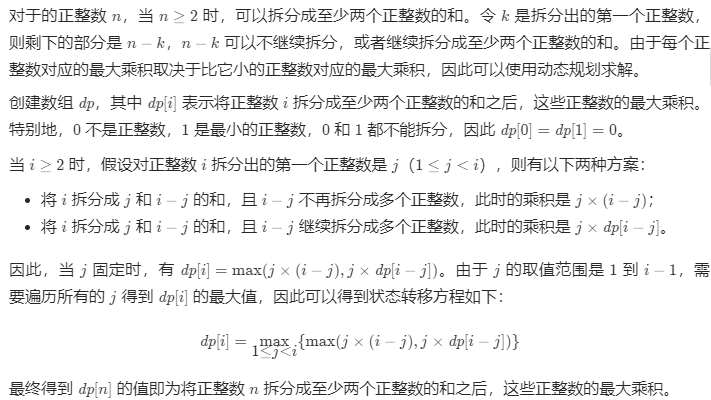 对于的正整数 n，当 n ≥ 2 时，可以拆分成至少两个正整数的和。令 k 是拆分出的第一个正整数，
则剩下的部分是 n − k，n − k 可以不继续拆分，或者继续拆分成至少两个正整数的和。由于每个正
整数对应的最大乘积取决于比它小的正整数对应的最大乘积，因此可以使用动态规划求解。
创建数组 dp，其中 dp[i] 表示将正整数 i 拆分成至少两个正整数的和之后，这些正整数的最大乘积。
特别地，0 不是正整数，1 是最小的正整数，0 和 1 都不能拆分，因此 dp[0] = dp[1] = 0。
当 i ≥ 2 时，假设对正整数 i 拆分出的第一个正整数是 j（1 ≤ j < i），则有以下两种方案：
• 将 i 拆分成 j 和 i − j 的和，且 i − j 不再拆分成多个正整数，此时的乘积是 j × (i − j)；
• 将 i 拆分成 j 和 i − j 的和，且 i − j 继续拆分成多个正整数，此时的乘积是 j × dp[i − j]。
因此，当 j 固定时，有 dp[i] = max(j × (i − j), j × dp[i − j])。由于 j 的取值范围是 1 到 i − 1，需
要遍历所有的 j 得到 dp[i] 的最大值，因此可以得到状态转移方程如下：
dp[i] = max 1≤j<i {max(j × (i − j), j × dp[i − j])}
最终得到 dp[n] 的值即为将正整数 n 拆分成至少两个正整数的和之后，这些正整数的最大乘积。